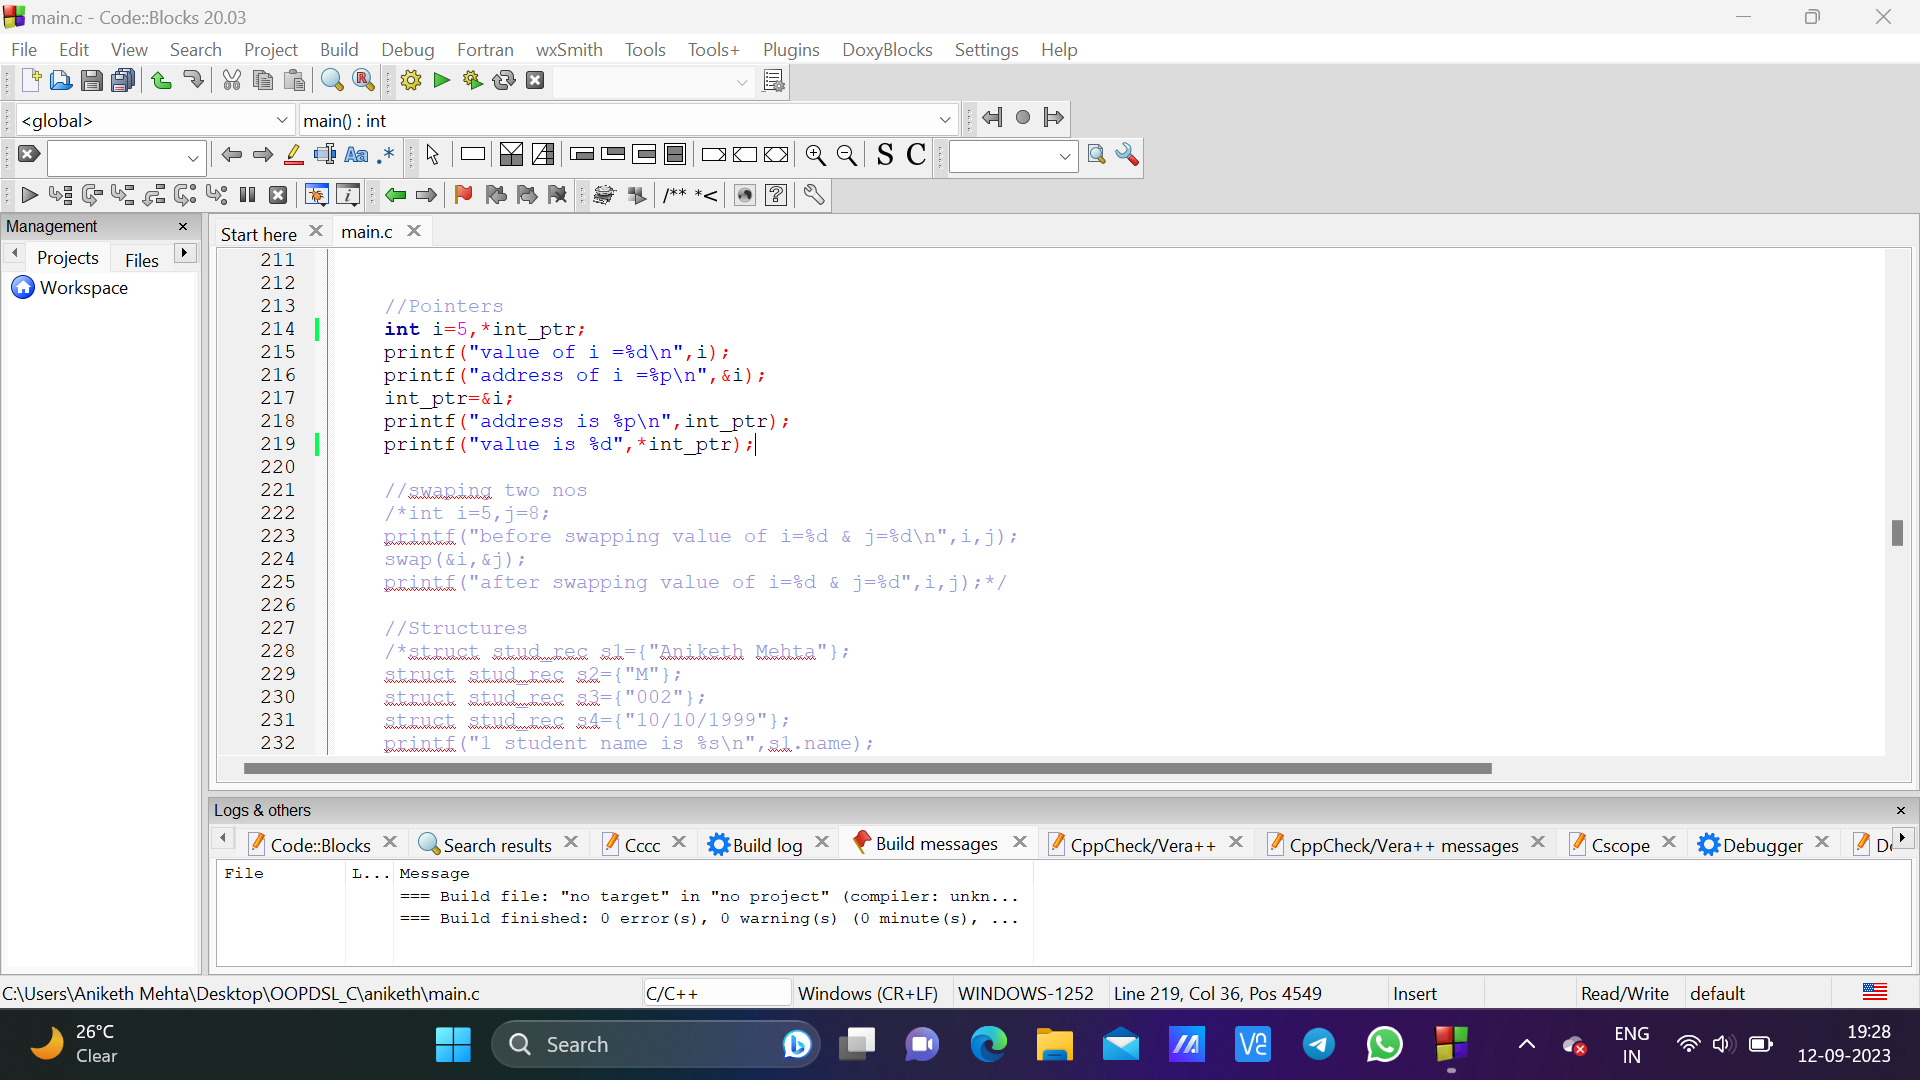 main.c - Code::Blocks 20.03
File Edit View Search Project Build Debug Fortran wxSmith Tools Tools+ Plugins DoxyBlocks Settings Help
<global> main() : int
Aa .* S C
/** *<
Management
Start here main.c
Projects Files
Workspace
211
212
213 //Pointers
214 int i=5,*int_ptr;
215 printf("value of i =%d\n",i);
216 printf("address of i =%p\n",&i);
217 int_ptr=&i;
218 printf("address is %p\n",int_ptr);
219 printf("value is %d",*int_ptr);
220
221 //swaping two nos
222 /*int i=5,j=8;
223 printf("before swapping value of i=%d & j=%d\n",i,j);
224 swap(&i,&j);
225 printf("after swapping value of i=%d & j=%d",i,j);*/
226
227 //Structures
228 /*struct stud_rec s1={"Aniketh Mehta"};
229 struct stud_rec s2={"M"};
230 struct stud_rec s3={"002"};
231 struct stud_rec s4={"10/10/1999"};
232 printf("1 student name is %s\n",s1.name);
Logs & others
Code::Blocks Search results Cccc Build log Build messages CppCheck/Vera++ CppCheck/Vera++ messages Cscope Debugger
File L... Message
=== Build file: "no target" in "no project" (compiler: unkn...
=== Build finished: 0 error(s), 0 warning(s) (0 minute(s), ...
C:\Users\Aniketh Mehta\Desktop\OOPDSL_C\aniketh\main.c C/C++ Windows (CR+LF) WINDOWS-1252 Line 219, Col 36, Pos 4549 Insert Read/Write default
26°C
Clear
Search
ENG
IN
19:28
12-09-2023